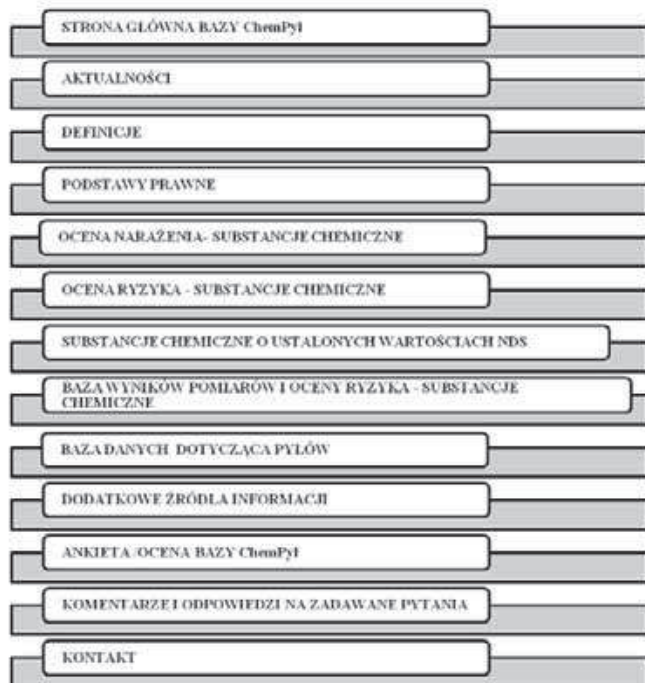 STRONA GŁÓWNA BAZY ChemPył
AKTUALNOŚCI
DEFINICJE
PODSTAWY PRAWNE
OCENA NARAŻENIA- SUBSTANCJE CHEMICZNE
OCENA RYZYKA - SUBSTANCJE CHEMICZNE
SUBSTANCJE CHEMICZNE O USTALONYCH WARTOŚCIACH NDS
BAZA WYNIKÓW POMIARÓW I OCENY RYZYKA - SUBSTANCJE
CHEMICZNE
BAZA DANYCH DOTYCZĄCA PYŁÓW
DODATKOWE ŹRÓDŁA INFORMACJI
ANKIETA /OCENA BAZY ChemPył
KOMENTARZE I ODPOWIEDZI NA ZADAWANE PYTANIA
KONTAKT